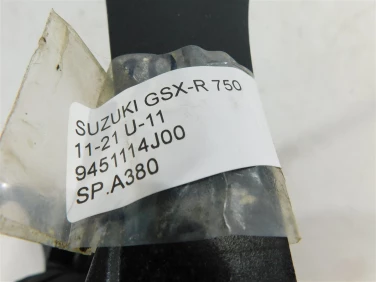 SUZUKI GSX-R 750
11-21 U-11
9451114J00
SP.A380